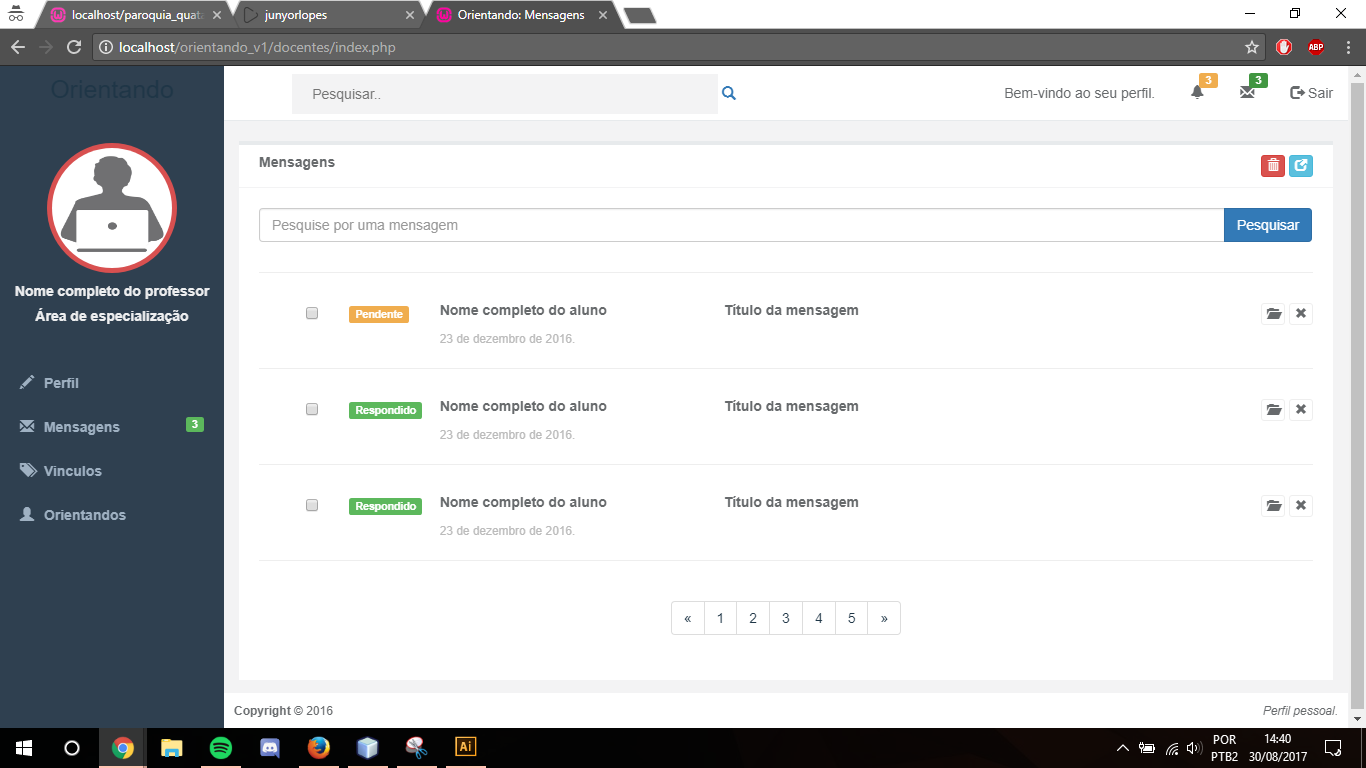 localhost/paroquia_quata
junyorlopes
Orientando: Mensagens
localhost/orientando_v1/docentes/index.php
ABP
Orientando
Pesquisar..
Bem-vindo ao seu perfil.
3
3
Sair
Nome completo do professor
Área de especialização
Perfil
Mensagens
3
Vinculos
Orientandos
Mensagens
Pesquise por uma mensagem
Pesquisar
Pendente
Nome completo do aluno
Título da mensagem
23 de dezembro de 2016.
Respondido
Nome completo do aluno
Título da mensagem
23 de dezembro de 2016.
Respondido
Nome completo do aluno
Título da mensagem
23 de dezembro de 2016.
« 1 2 3 4 5 »
Copyright © 2016
Perfil pessoal.
Ai
POR
PTB2
14:40
30/08/2017